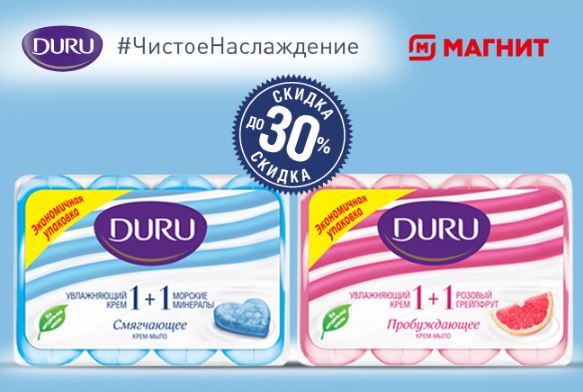 DURU
#ЧистоеНаслаждение
М МАГНИТ
СКИДКА
ДО 30%
СКИДКА
Экономичная
упаковка
DURU
УВЛАЖНЯЮЩИЙ
КРЕМ
1+1
МОРСКИЕ
МИНЕРАЛЫ
Смягчающее
КРЕМ-МЫЛО
Экономичная
упаковка
DURU
УВЛАЖНЯЮЩИЙ
КРЕМ
1+1
РОЗОВЫЙ
ГРЕЙПФРУТ
Пробуждающее
КРЕМ-МЫЛО